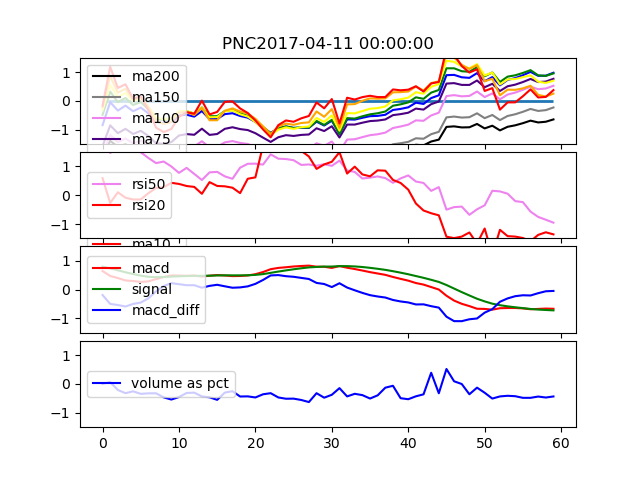 PNC2017-04-11 00:00:00
1
0
−1
ma200
ma150
ma100
ma75
1
0
−1
rsi50
rsi20
ma10
1
0
−1
macd
signal
macd_diff
1
0
−1
volume as pct
0 10 20 30 40 50 60